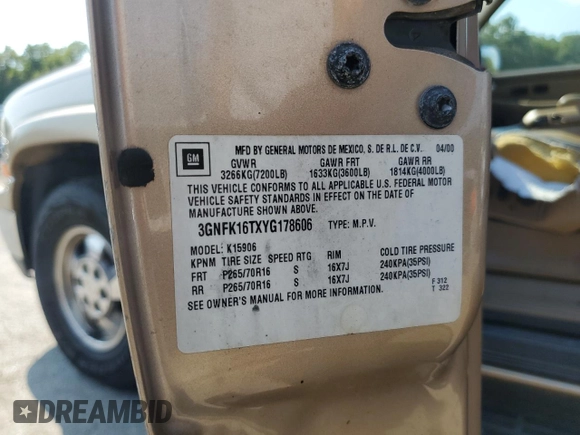 GM
MFD BY GENERAL MOTORS DE MEXICO, S. DE R.L. DE C.V. 04/00
GVWR GAWR FRT GAWR RR
3266KG(7200LB) 1633KG(3600LB) 1814KG(4000LB)
THIS VEHICLE CONFORMS TO ALL APPLICABLE U.S. FEDERAL MOTOR
VEHICLE SAFETY STANDARDS IN EFFECT ON THE DATE OF
MANUFACTURE SHOWN ABOVE.
3GNFK16TXYG178606 TYPE: M.P.V.
MODEL: K15906
KPNM TIRE SIZE SPEED RTG RIM COLD TIRE PRESSURE
FRT P265/70R16 S 16X7J 240KPA(35PSI)
RR P265/70R16 S 16X7J 240KPA(35PSI)
SEE OWNER'S MANUAL FOR MORE INFORMATION.
F 312
T 322
DREAMBID